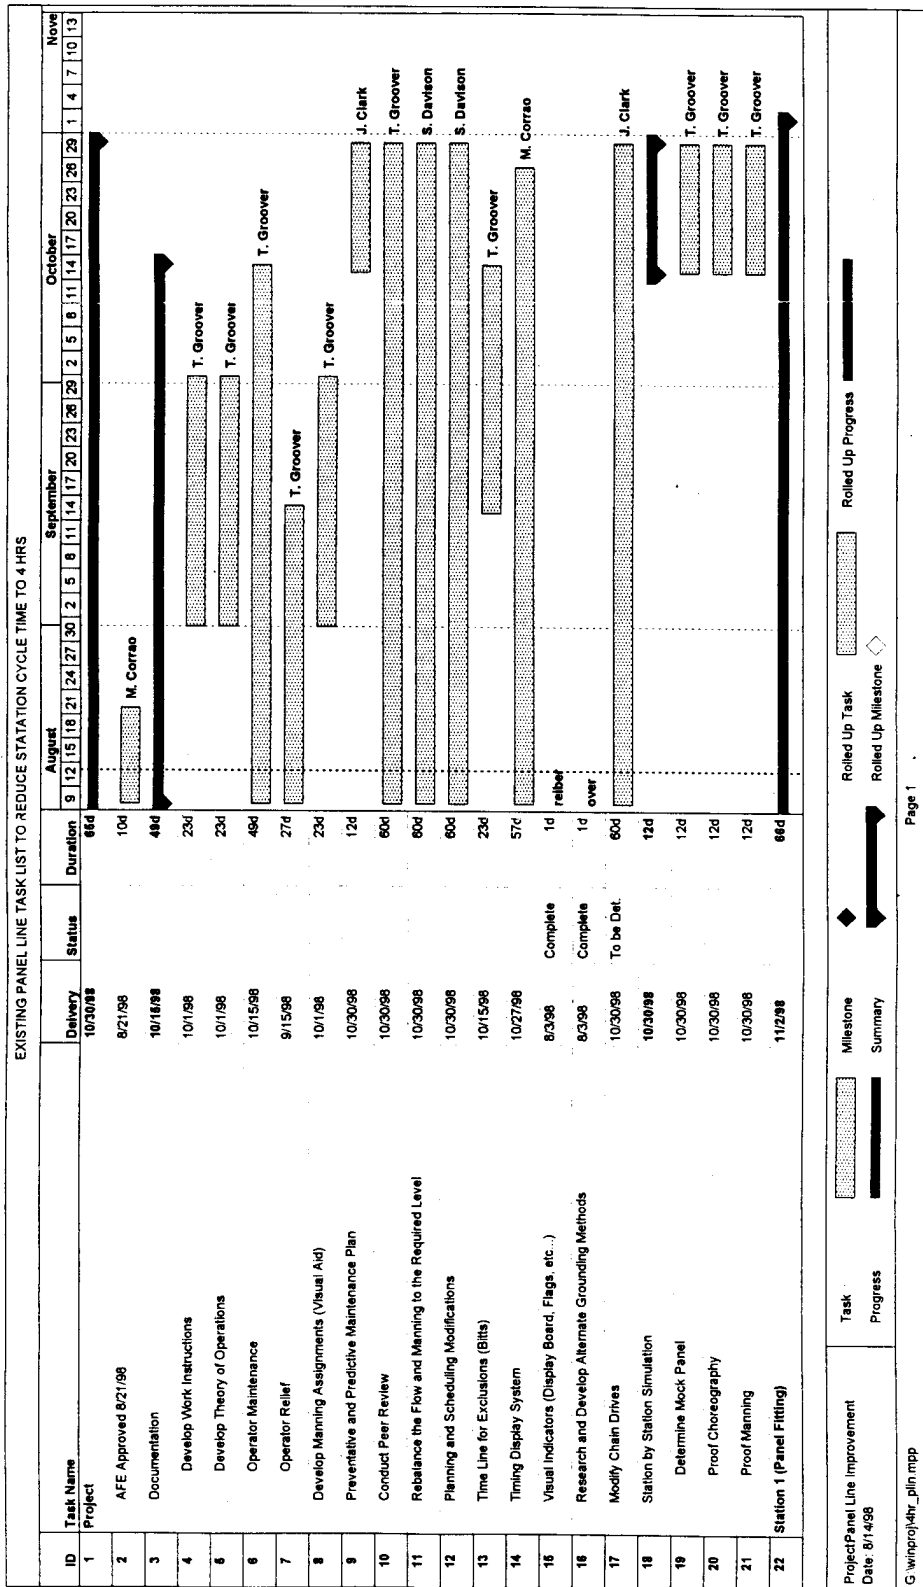 EXISTING PANEL LINE TASK LIST TO REDUCE STATATION CYCLE TIME TO 4 HRS
August September October Nove
ID Task Name Delvery Status Duration 9 12 15 18 21 24 27 30 2 5 8 11 14 17 20 23 26 29 2 5 8 11 14 17 20 23 26 29 1 4 7 10 13
1 Project 10/30/98 65d
2 AFE Approved 8/21/98 8/21/98 10d M. Corrao
3 Documentation 10/15/98 49d
4 Develop Work Instructions 10/1/98 23d T. Groover
5 Develop Theory of Operations 10/1/98 23d T. Groover
6 Operator Maintenance 10/15/98 49d T. Groover
7 Operator Relief 9/15/98 27d T. Groover
8 Develop Manning Assignments (Visual Aid) 10/1/98 23d T. Groover
9 Preventative and Predictive Maintenance Plan 10/30/98 12d J. Clark
10 Conduct Peer Review 10/30/98 60d T. Groover
11 Rebalance the Flow and Manning to the Required Level 10/30/98 60d S. Davison
12 Planning and Scheduling Modifications 10/30/98 60d S. Davison
13 Time Line for Exclusions (Bitts) 10/15/98 23d T. Groover
14 Timing Display System 10/27/98 57d M. Corrao
15 Visual Indicators (Display Board, Flags, etc...) 8/3/98 Complete 1d reiber
16 Research and Develop Alternate Grounding Methods 8/3/98 Complete 1d over
17 Modify Chain Drives 10/30/98 To be Det. 60d J. Clark
18 Station by Station Simulation 10/30/98 12d
19 Determine Mock Panel 10/30/98 12d T. Groover
20 Proof Choreography 10/30/98 12d T. Groover
21 Proof Manning 10/30/98 12d T. Groover
22 Station 1 (Panel Fitting) 11/2/98 66d
Project Panel Line Improvement
Date: 8/14/98
Task Milestone Rolled Up Task Rolled Up Progress
Progress Summary Rolled Up Milestone
Page 1
G:\winproj\4hr_plin.mpp